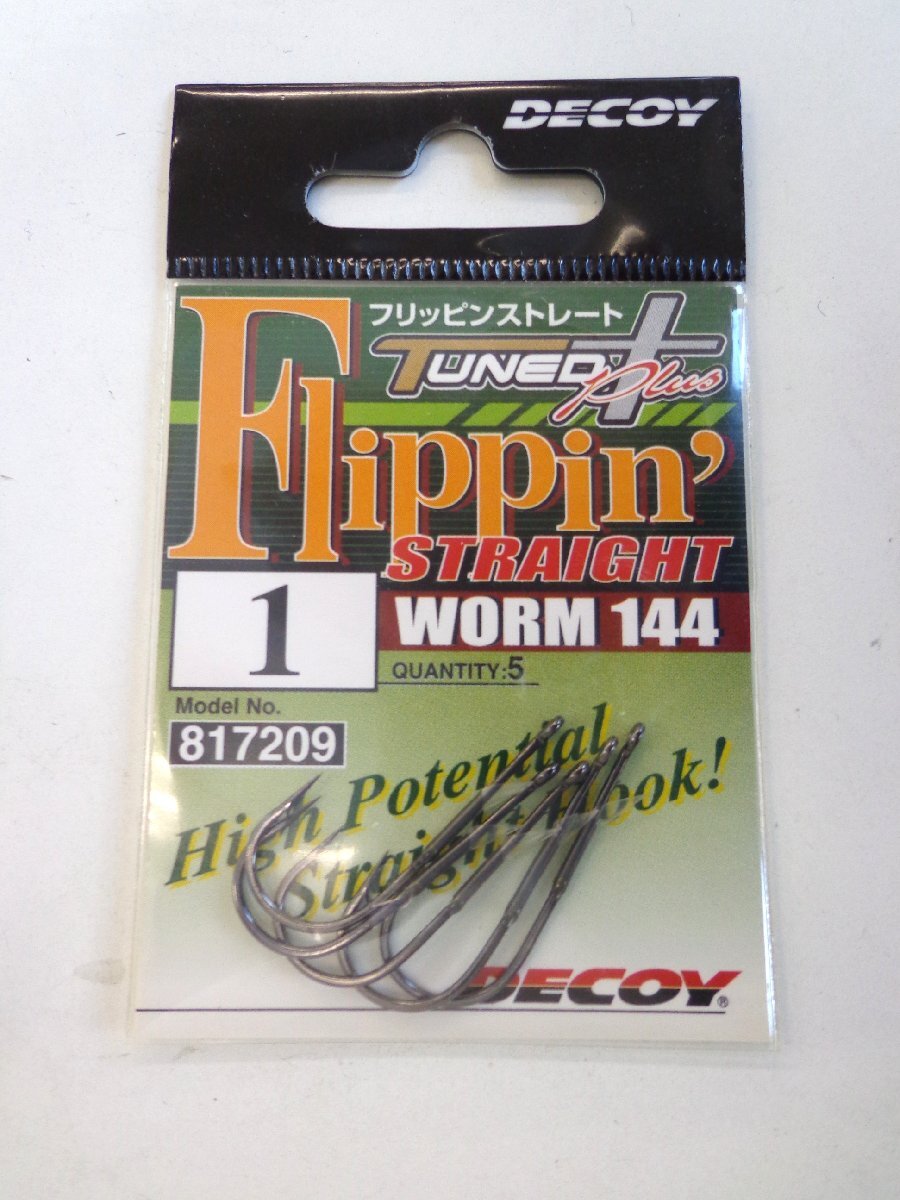 DECOY
フリッピンストレート
TUNED Plus
Flippin'
STRAIGHT
1
WORM 144
QUANTITY:5
Model No.
817209
High Potential
Straight Hook!
DECOY®